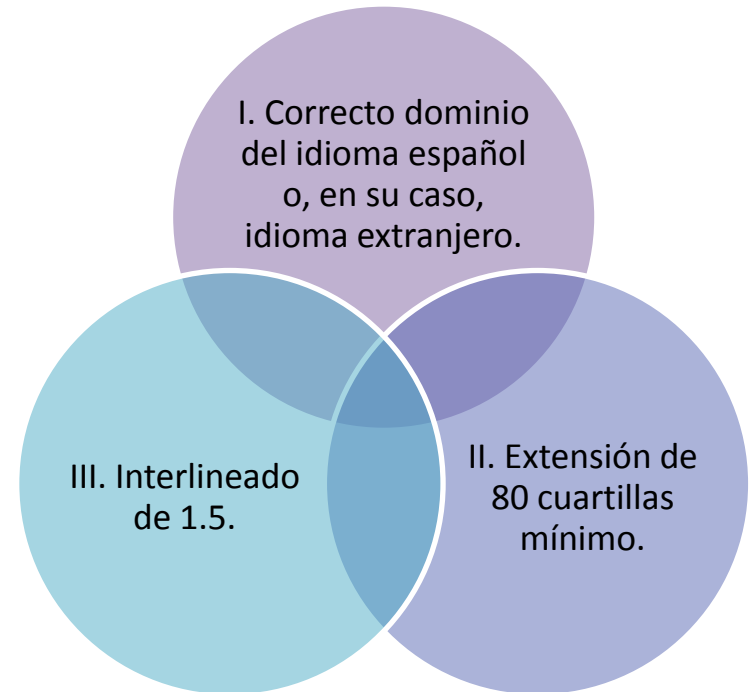 I. Correcto dominio
del idioma español
o, en su caso,
idioma extranjero.
III. Interlineado
de 1.5.
II. Extensión de
80 cuartillas
mínimo.